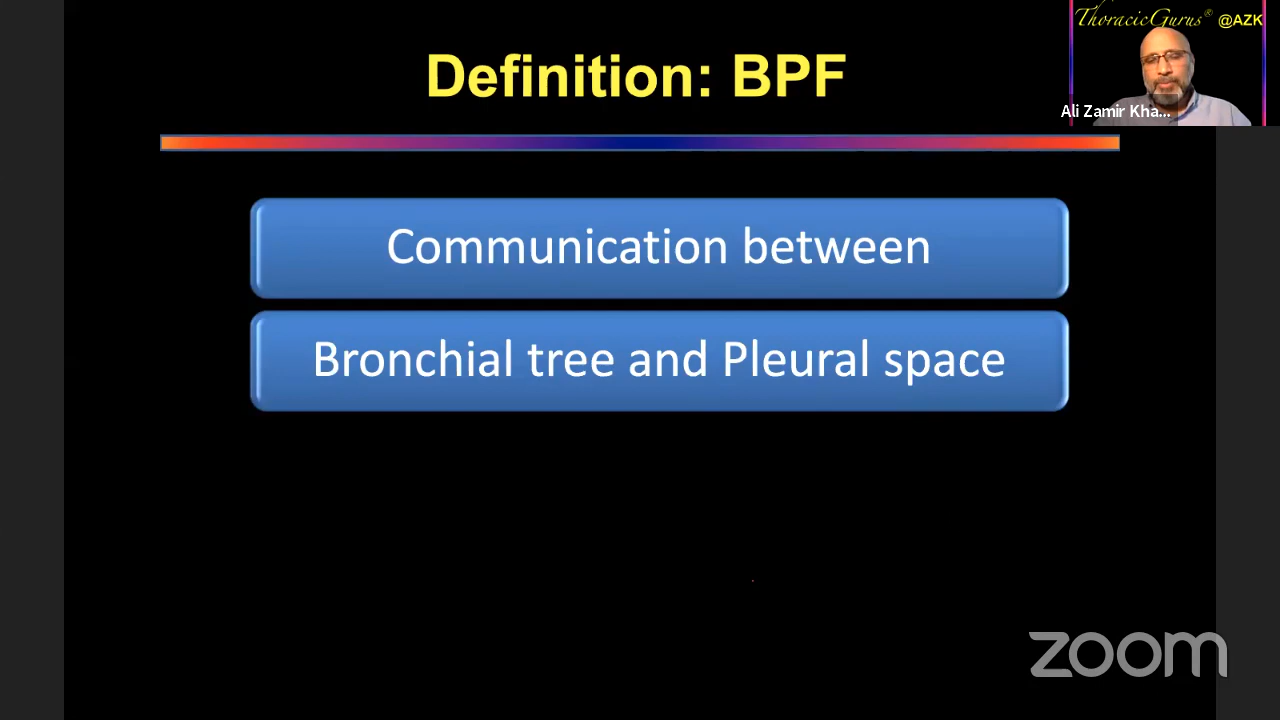 ThoracicGurus® @AZK
Definition: BPF
Ali Zamir Kha...
Communication between
Bronchial tree and Pleural space
zoom